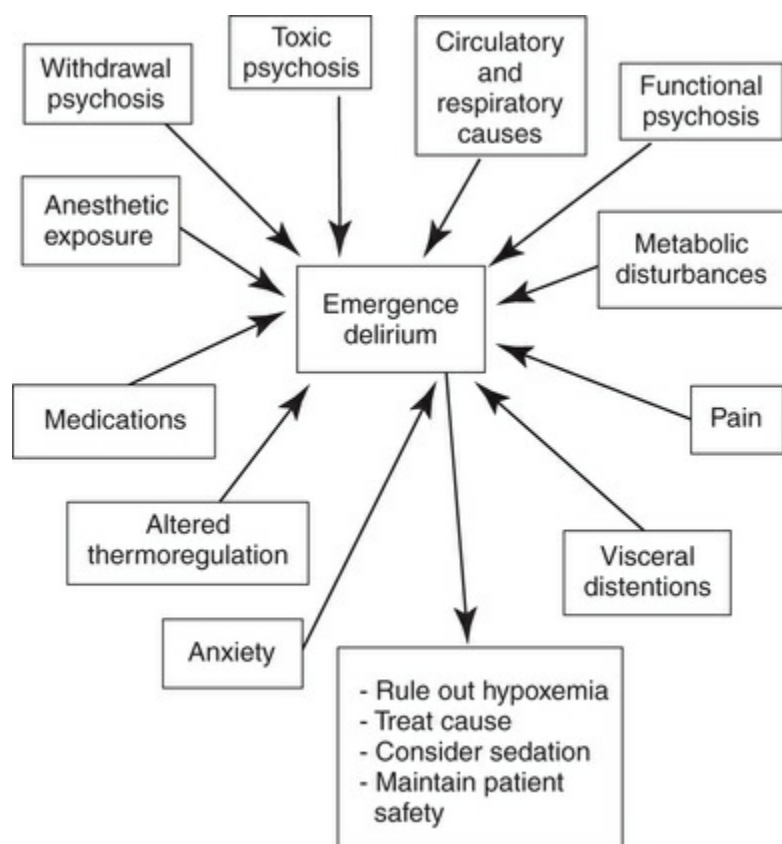 Withdrawal
psychosis
Toxic
psychosis
Circulatory
and
respiratory
causes
Functional
psychosis
Anesthetic
exposure
Metabolic
disturbances
Emergence
delirium
Medications
Pain
Altered
thermoregulation
Visceral
distentions
Anxiety
- Rule out hypoxemia
- Treat cause
- Consider sedation
- Maintain patient
safety